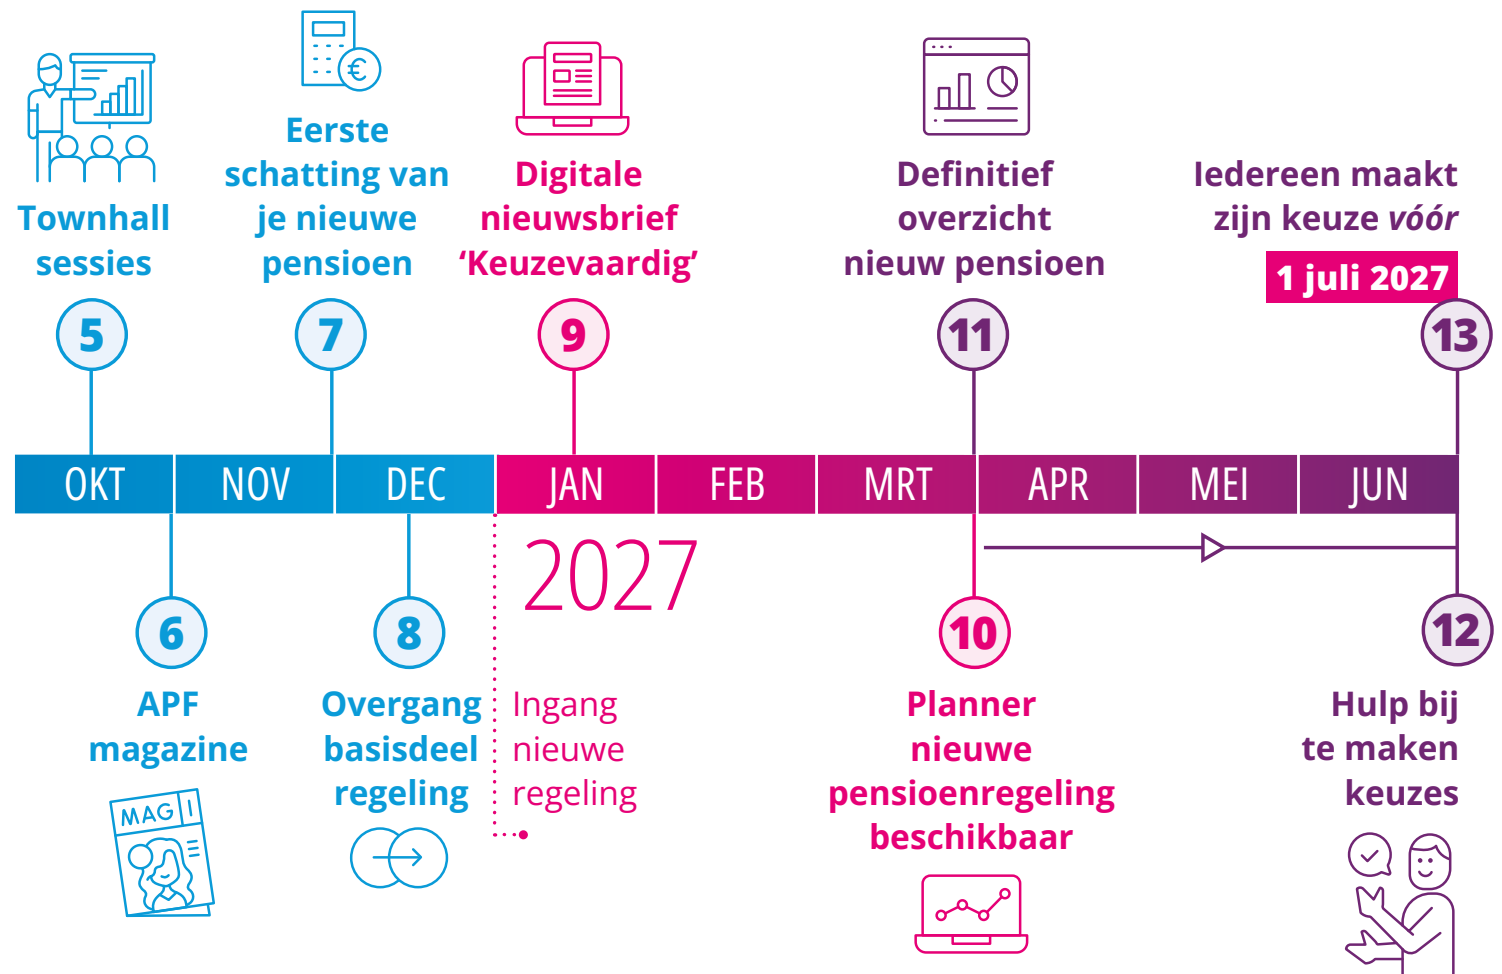 Townhall
sessies
5
Eerste
schatting van
je nieuwe
pensioen
7
Digitale
nieuwsbrief
‘Keuzevaardig’
9
Definitief
overzicht
nieuw pensioen
11
Iedereen maakt
zijn keuze vóór
1 juli 2027
13
OKT NOV DEC JAN FEB MRT APR MEI JUN
2027
6
APF
magazine
MAG
8
Overgang
basisdeel
regeling
Ingang
nieuwe
regeling
10
Planner
nieuwe
pensioenregeling
beschikbaar
12
Hulp bij
te maken
keuzes